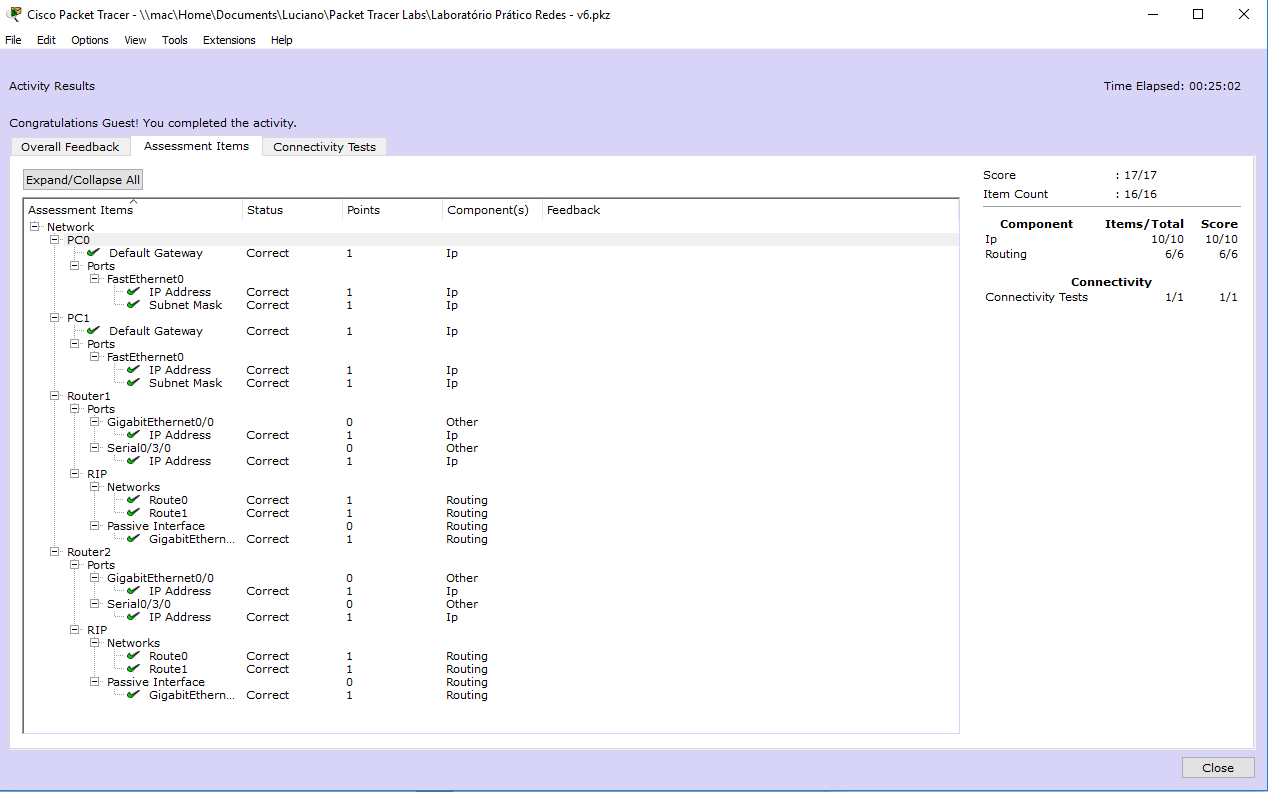 Cisco Packet Tracer - \\mac\Home\Documents\Luciano\Packet Tracer Labs\Laboratório Prático Redes - v6.pkz
File Edit Options View Tools Extensions Help
Activity Results
Time Elapsed: 00:25:02
Congratulations Guest! You completed the activity.
Overall Feedback Assessment Items Connectivity Tests
Expand/Collapse All
Assessment Items Status Points Component(s) Feedback
Network
PC0
Default Gateway Correct 1 Ip
Ports
FastEthernet0
IP Address Correct 1 Ip
Subnet Mask Correct 1 Ip
PC1
Default Gateway Correct 1 Ip
Ports
FastEthernet0
IP Address Correct 1 Ip
Subnet Mask Correct 1 Ip
Router1
Ports
GigabitEthernet0/0 0 Other
IP Address Correct 1 Ip
Serial0/3/0 0 Other
IP Address Correct 1 Ip
RIP
Networks
Route0 Correct 1 Routing
Route1 Correct 1 Routing
Passive Interface 0 Routing
GigabitEthern... Correct 1 Routing
Router2
Ports
GigabitEthernet0/0 0 Other
IP Address Correct 1 Ip
Serial0/3/0 0 Other
IP Address Correct 1 Ip
RIP
Networks
Route0 Correct 1 Routing
Route1 Correct 1 Routing
Passive Interface 0 Routing
GigabitEthern... Correct 1 Routing
Score : 17/17
Item Count : 16/16
Component Items/Total Score
Ip 10/10 10/10
Routing 6/6 6/6
Connectivity
Connectivity Tests 1/1 1/1
Close